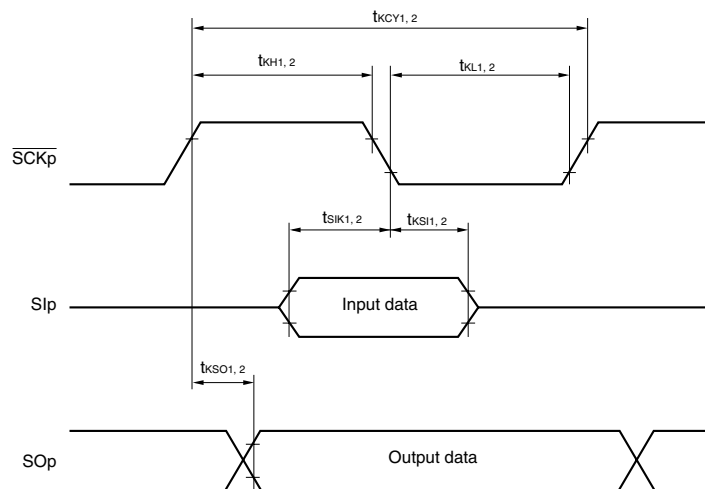 tKCY1, 2
tKH1, 2
tKL1, 2
SCKp
tSIK1, 2
tKSI1, 2
SIp
Input data
tKSO1, 2
SOp
Output data